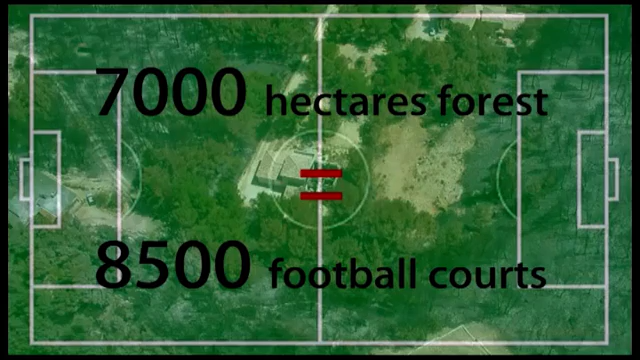 7000 hectares forest
=
8500 football courts